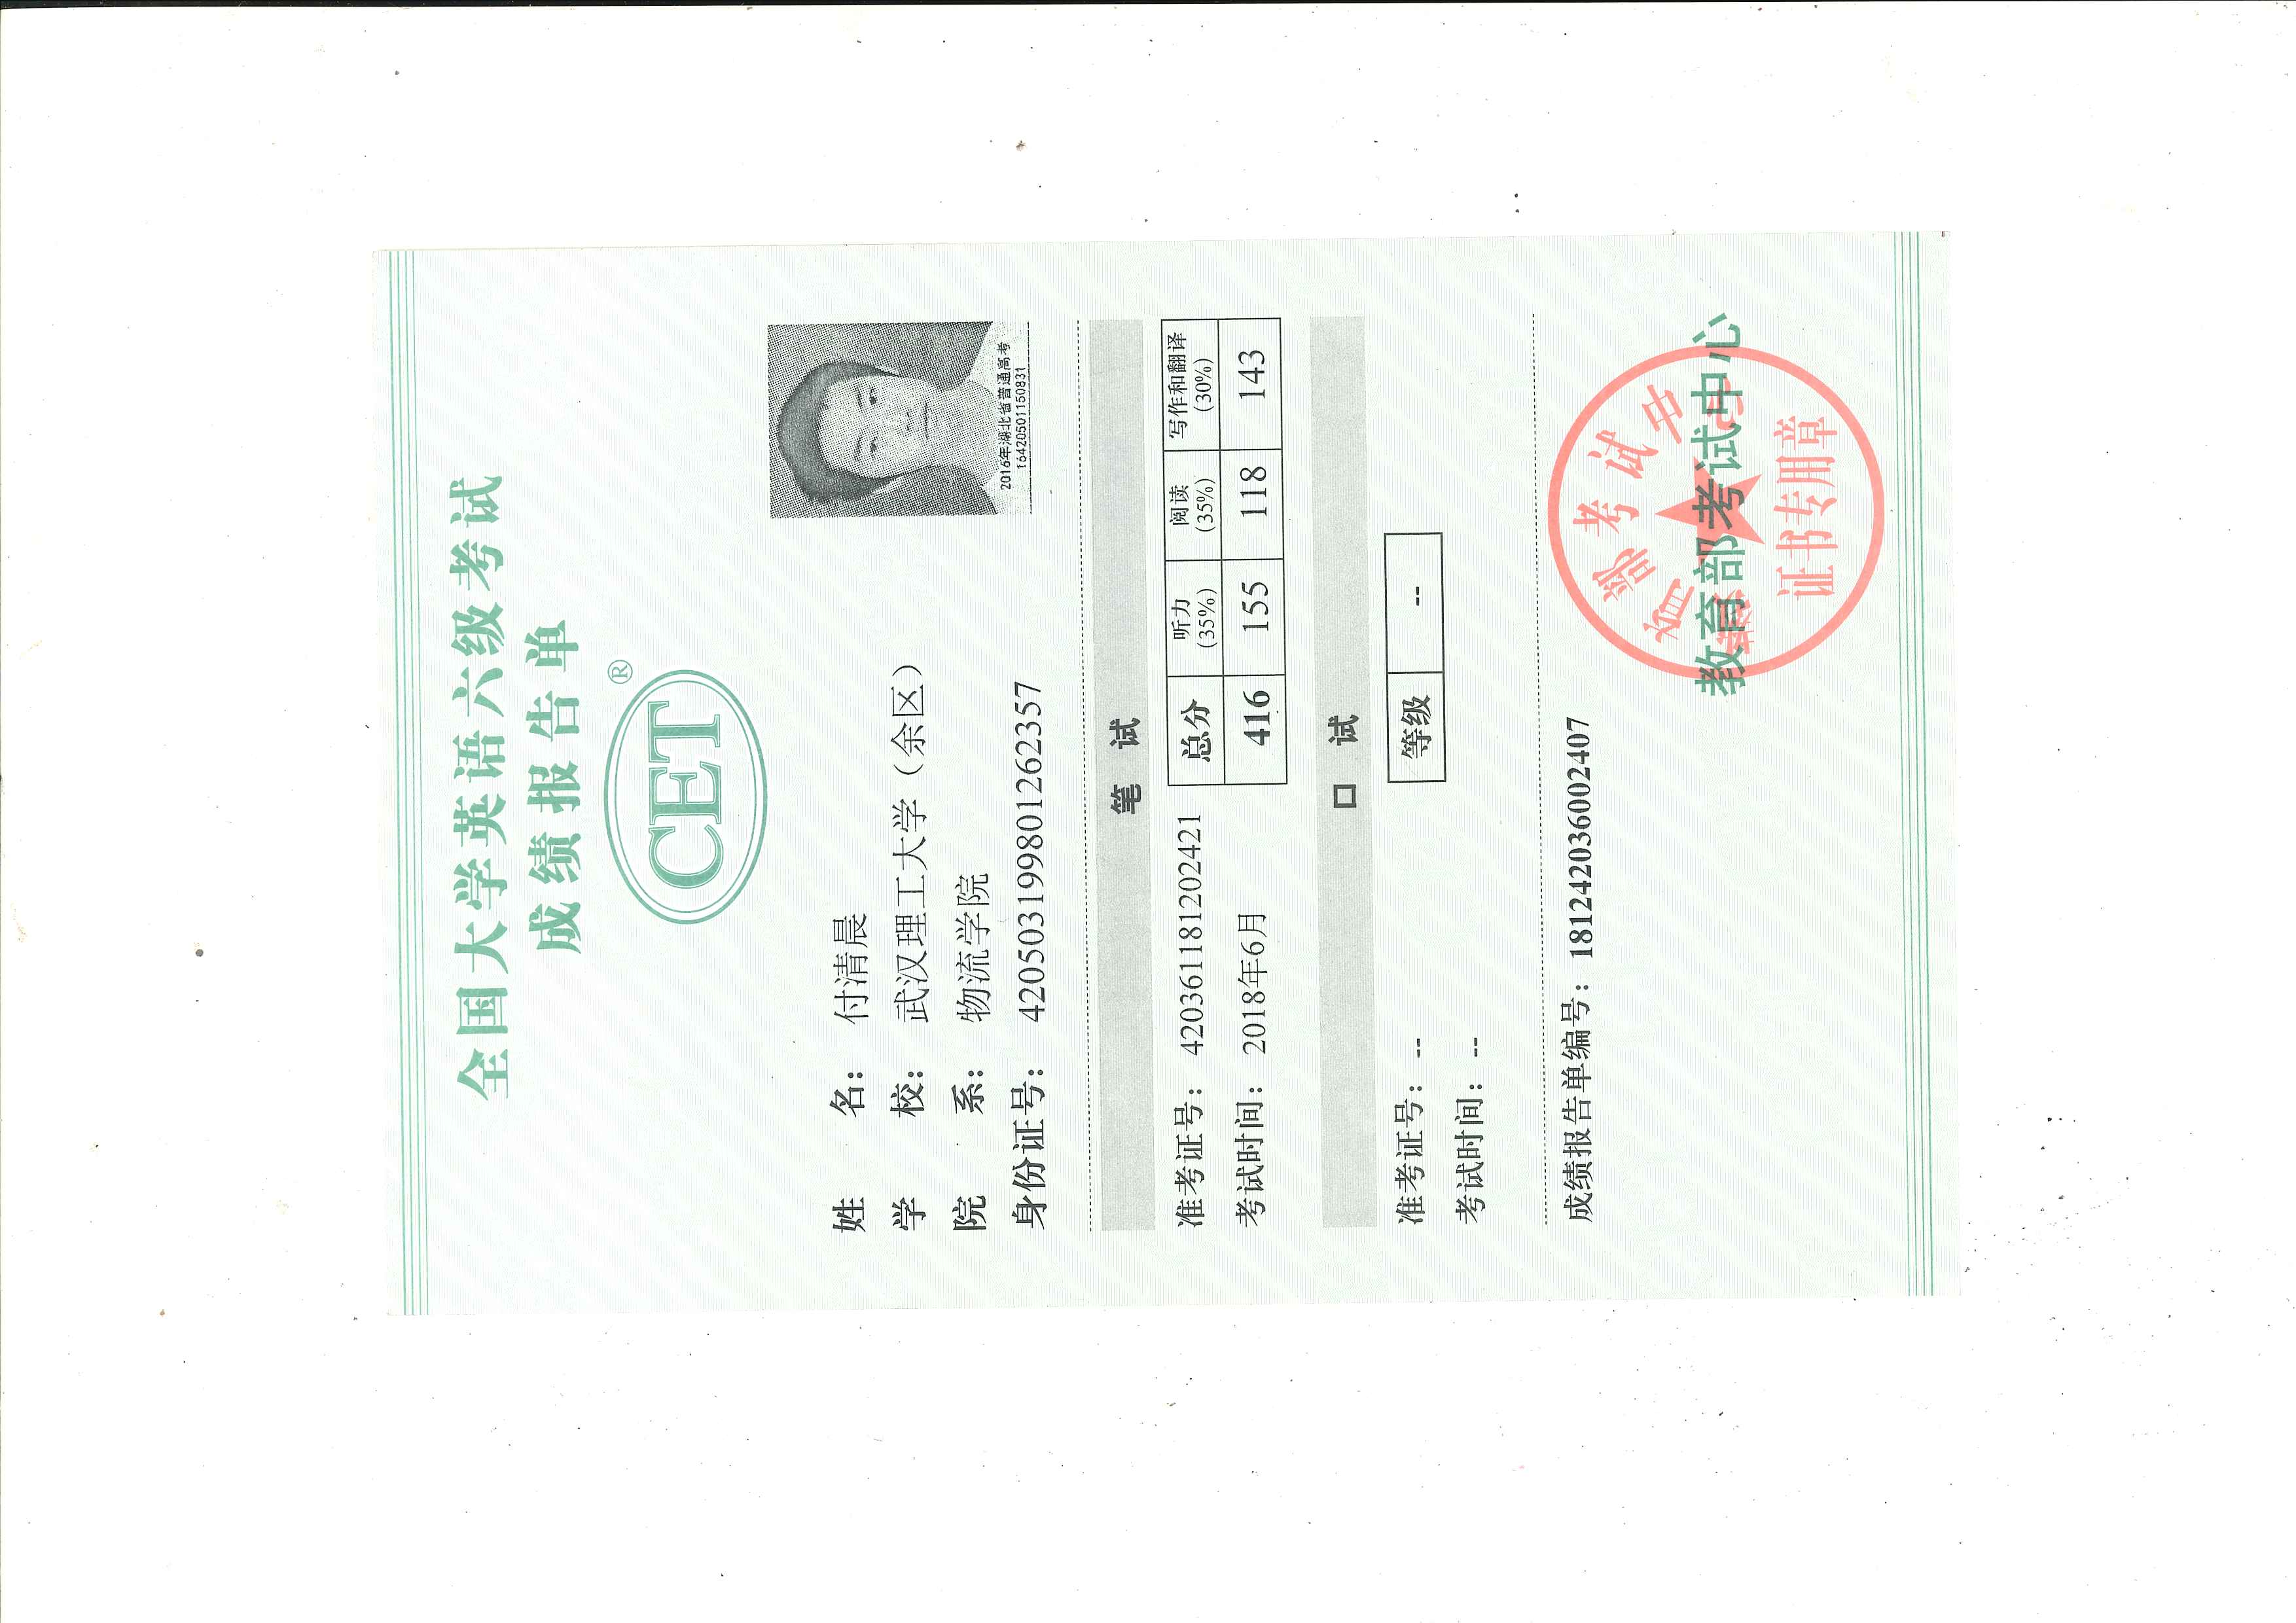 全国大学英语六级考试
成绩报告单
CET®
姓 名： 付清晨
学 校： 武汉理工大学（余区）
院 系： 物流学院
身份证号： 420503199801262357
2016年湖北省普通高考
16420501150831
笔 试
准考证号： 420361181202421
考试时间： 2018年6月
总分 听力 (35%) 阅读 (35%) 写作和翻译 (30%)
416 155 118 143
口 试
准考证号： --
等级 --
考试时间： --
成绩报告单编号： 181242036002407
教育部考试中心
教育部考试中心
证书专用章